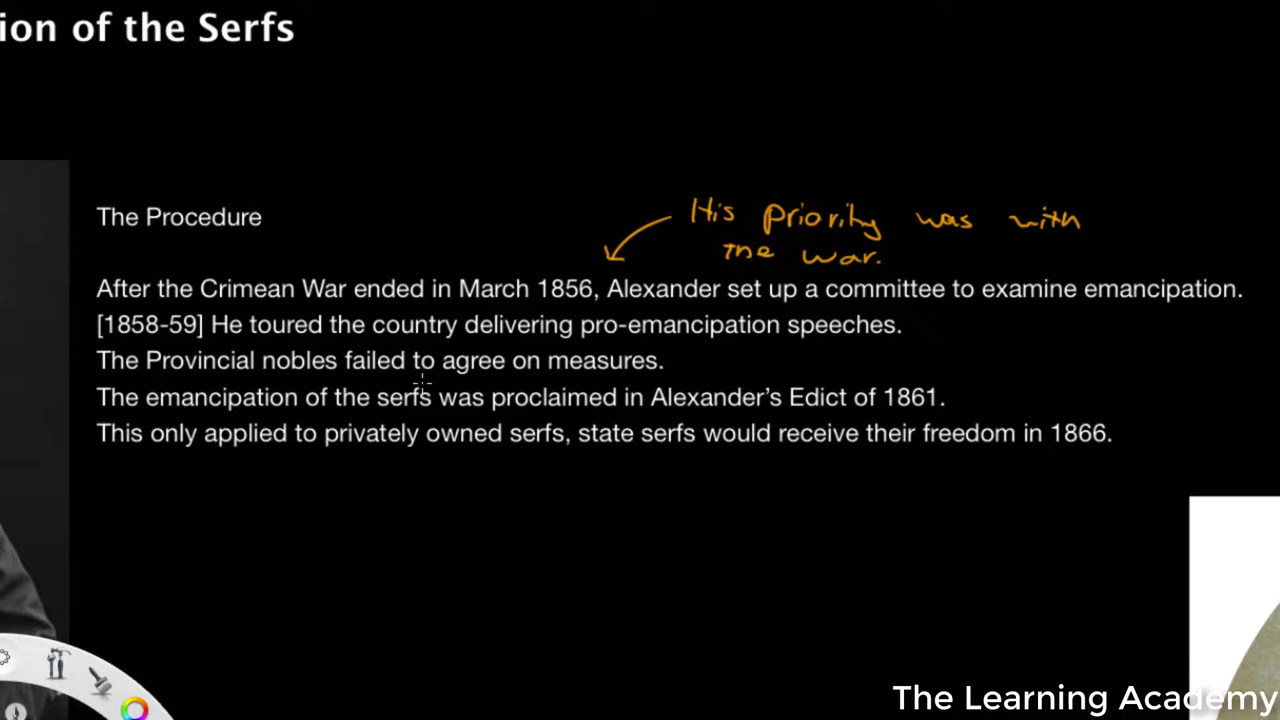 ion of the Serfs
The Procedure
His priority was with
the war.
After the Crimean War ended in March 1856, Alexander set up a committee to examine emancipation.
[1858-59] He toured the country delivering pro-emancipation speeches.
The Provincial nobles failed to agree on measures.
The emancipation of the serfs was proclaimed in Alexander’s Edict of 1861.
This only applied to privately owned serfs, state serfs would receive their freedom in 1866.
The Learning Academy